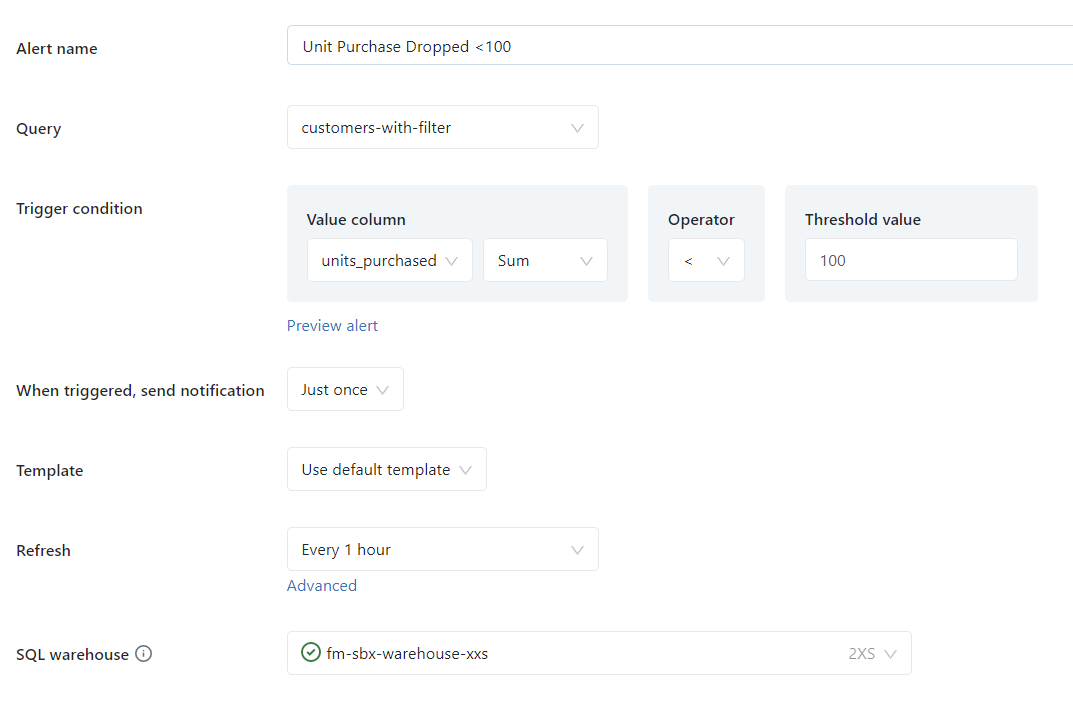 Alert name
Unit Purchase Dropped <100
Query
customers-with-filter
Trigger condition
Value column
Operator
Threshold value
units_purchased
Sum
<
100
Preview alert
When triggered, send notification
Just once
Template
Use default template
Refresh
Every 1 hour
Advanced
SQL warehouse
fm-sbx-warehouse-xxs
2XS